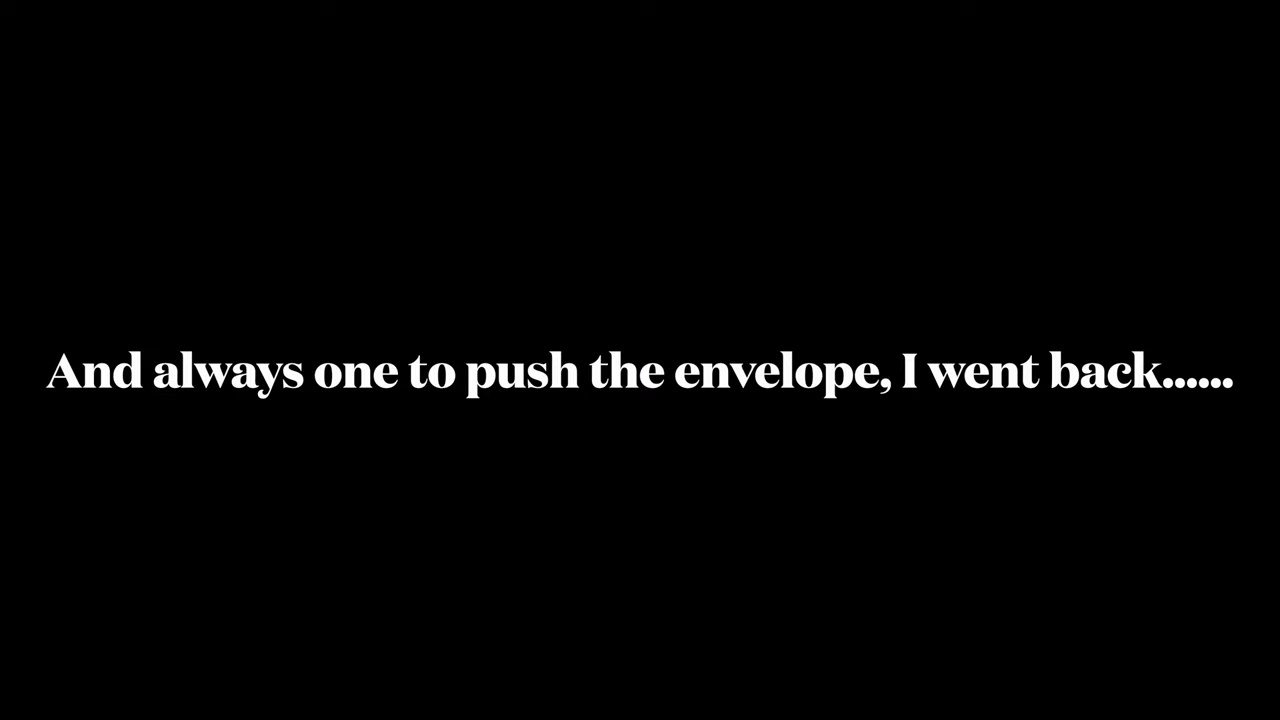 And always one to push the envelope, I went back......